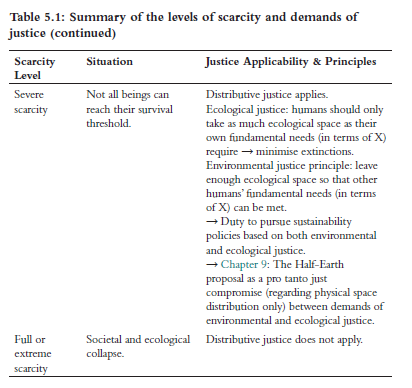 Table 5.1: Summary of the levels of scarcity and demands of
justice (continued)
Scarcity Level
Situation
Justice Applicability & Principles
Severe scarcity
Not all beings can
reach their survival
threshold.
Distributive justice applies.
Ecological justice: humans should only
take as much ecological space as their
own fundamental needs (in terms of X)
require → minimise extinctions.
Environmental justice principle: leave
enough ecological space so that other
humans' fundamental needs (in terms
of X) can be met.
→ Duty to pursue sustainability
policies based on both environmental
and ecological justice.
→ Chapter 9: The Half-Earth
proposal as a pro tanto just
compromise (regarding physical space
distribution only) between demands of
environmental and ecological justice.
Full or
extreme
scarcity
Societal and ecological
collapse.
Distributive justice does not apply.